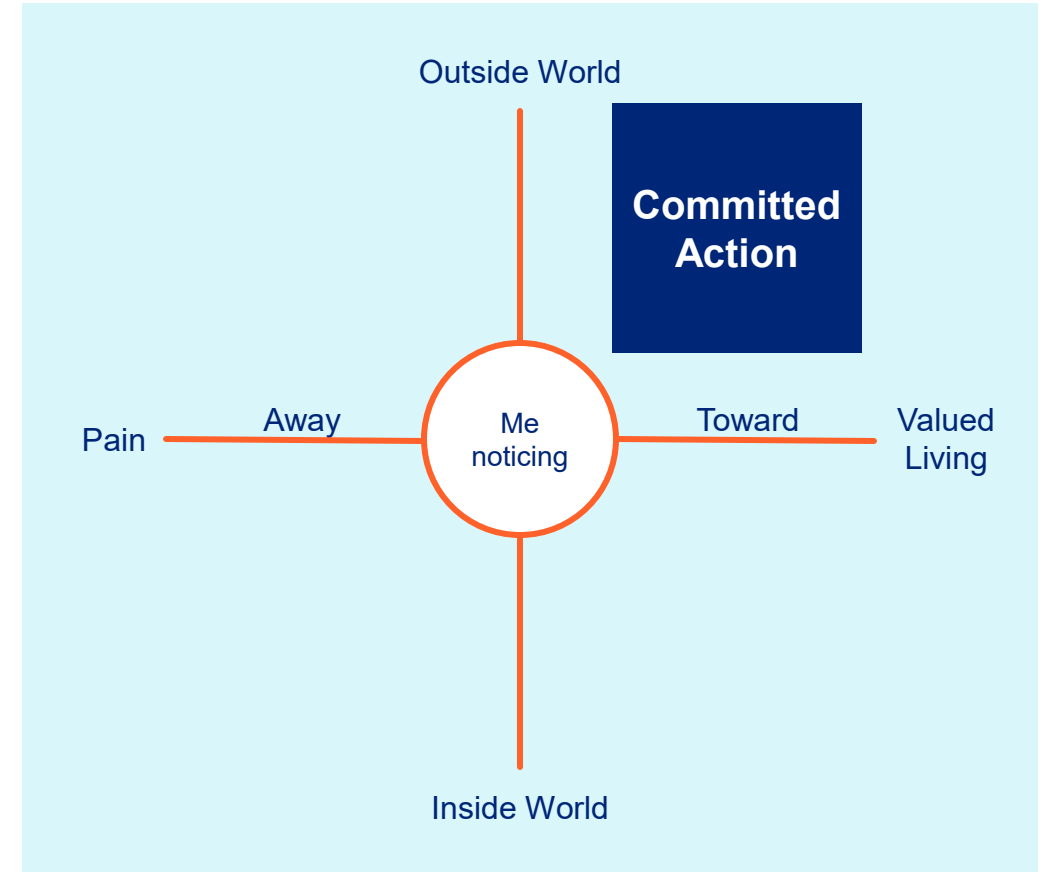 Outside World
Committed
Action
Me
noticing
Pain
Away
Toward
Valued
Living
Inside World